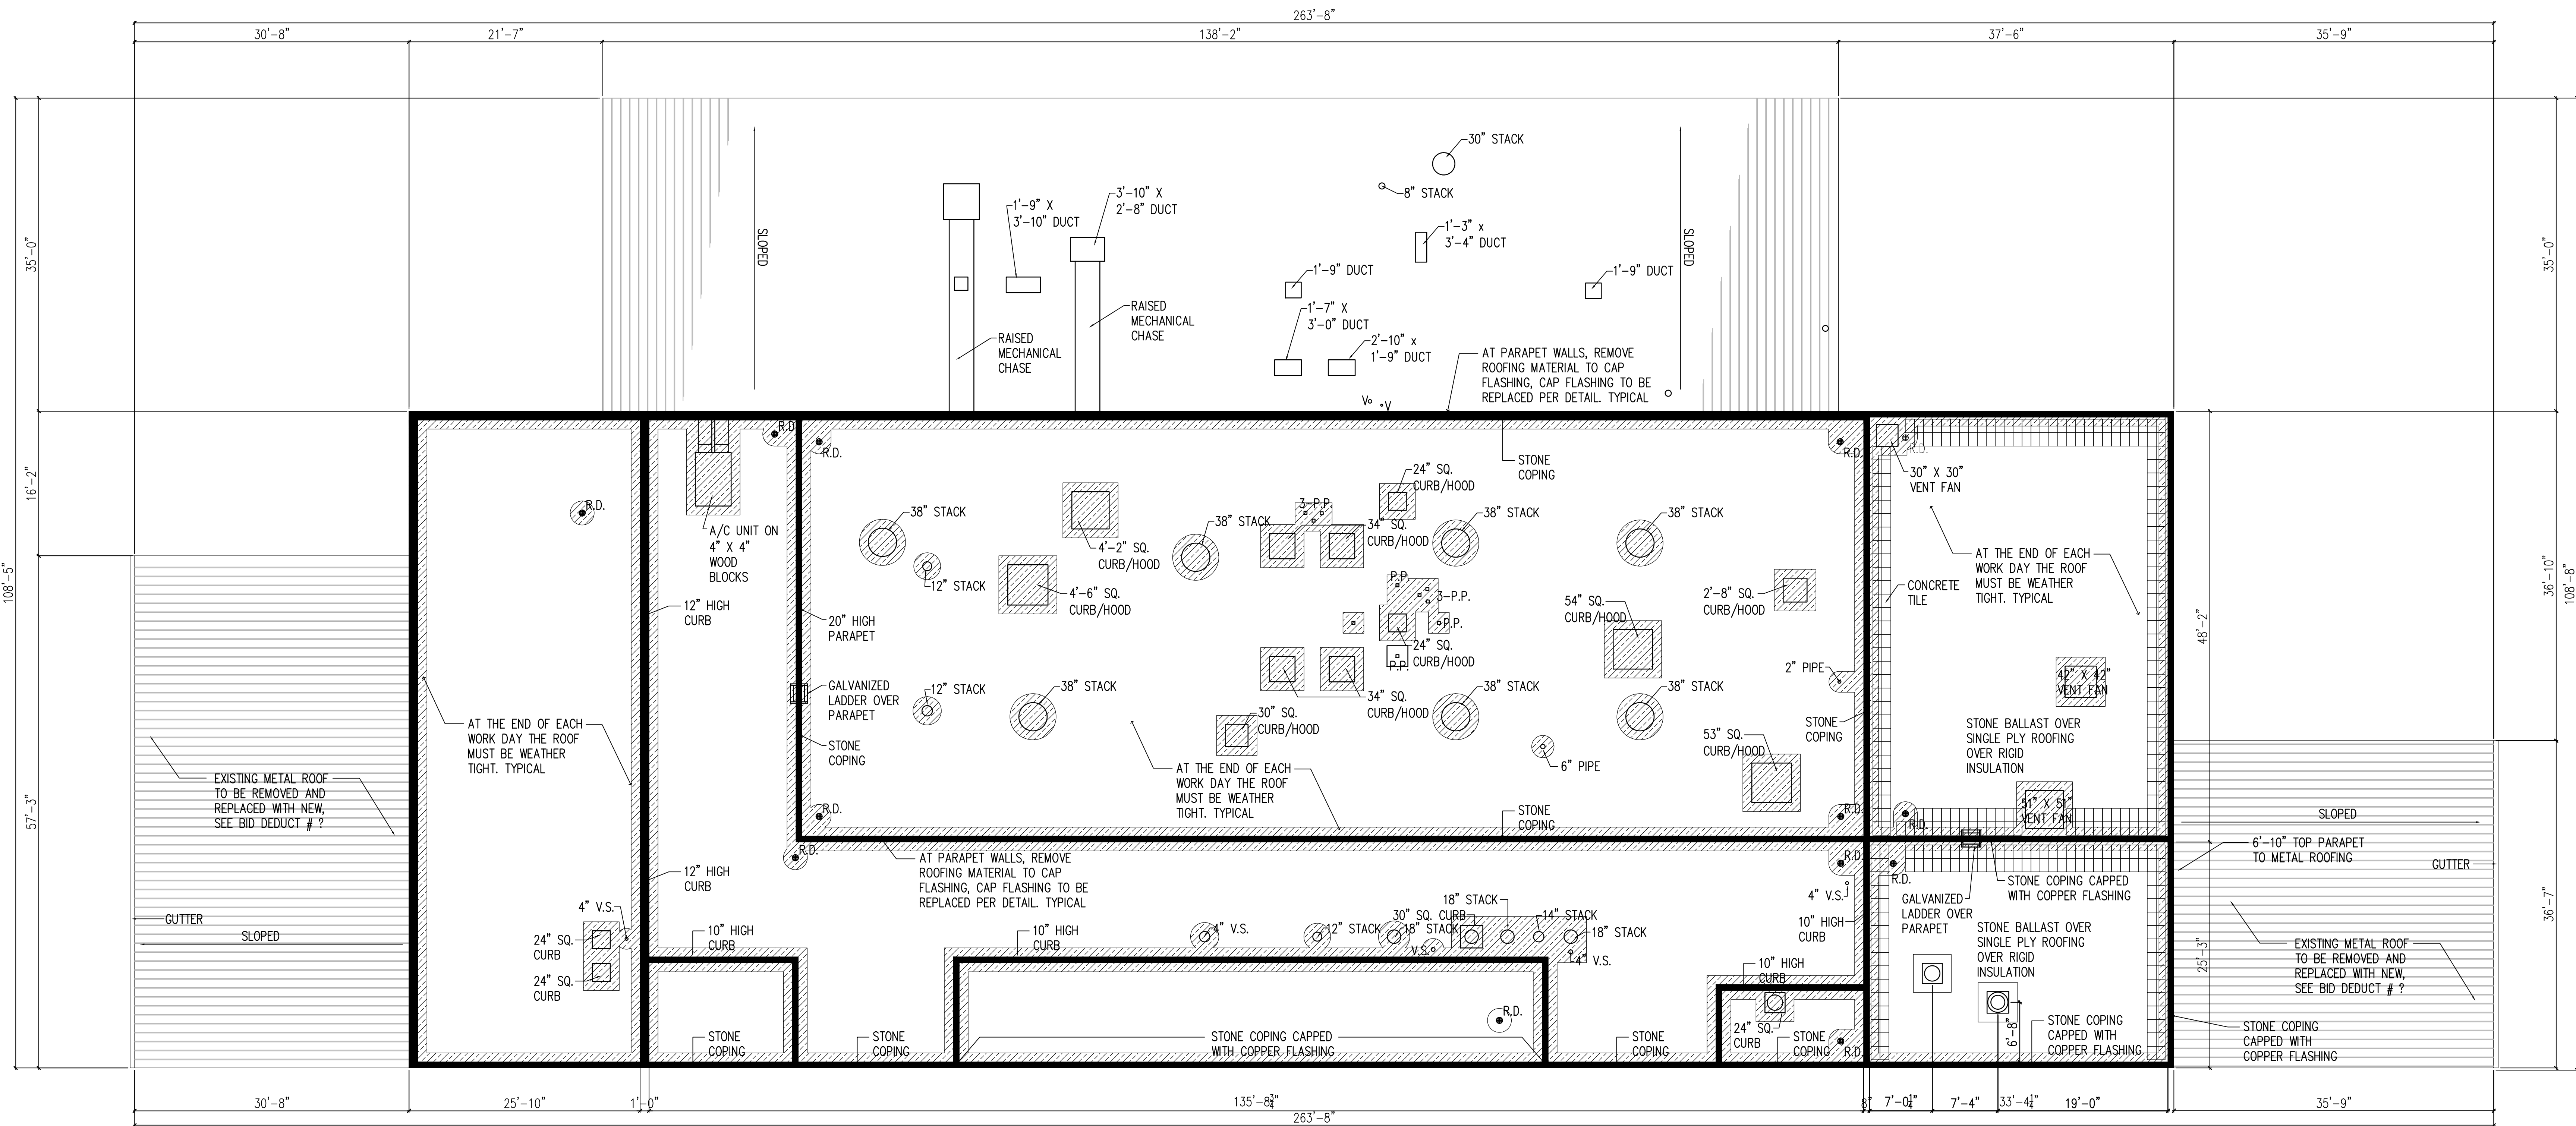 263'-8"
30'-8"
21'-7"
138'-2"
37'-6"
35'-9"
108'-5"
35'-0"
16'-2"
57'-3"
35'-0"
36'-10"
108'-8"
36'-7"
48'-2"
25'-3"
SLOPED
SLOPED
30" STACK
8" STACK
1'-9" X
3'-10" DUCT
3'-10" X
2'-8" DUCT
1'-3" x
3'-4" DUCT
1'-9" DUCT
1'-9" DUCT
1'-7" X
3'-0" DUCT
2'-10" x
1'-9" DUCT
RAISED
MECHANICAL
CHASE
RAISED
MECHANICAL
CHASE
AT PARAPET WALLS, REMOVE
ROOFING MATERIAL TO CAP
FLASHING, CAP FLASHING TO BE
REPLACED PER DETAIL. TYPICAL
V
V
R.D.
R.D.
R.D.
R.D.
R.D.
STONE
COPING
30" X 30"
VENT FAN
24" SQ.
CURB/HOOD
3-P.P.
38" STACK
38" STACK
34" SQ.
CURB/HOOD
38" STACK
38" STACK
A/C UNIT ON
4" X 4"
WOOD
BLOCKS
4'-2" SQ.
CURB/HOOD
12" STACK
4'-6" SQ.
CURB/HOOD
P.P.
3-P.P.
P.P.
24" SQ.
CURB/HOOD
P.P.
54" SQ.
CURB/HOOD
2'-8" SQ.
CURB/HOOD
AT THE END OF EACH
WORK DAY THE ROOF
MUST BE WEATHER
TIGHT. TYPICAL
CONCRETE
TILE
12" HIGH
CURB
20" HIGH
PARAPET
2" PIPE
42" X 42"
VENT FAN
GALVANIZED
LADDER OVER
PARAPET
12" STACK
38" STACK
34" SQ.
CURB/HOOD
38" STACK
38" STACK
30" SQ.
CURB/HOOD
STONE
COPING
STONE
COPING
53" SQ.
CURB/HOOD
6" PIPE
STONE BALLAST OVER
SINGLE PLY ROOFING
OVER RIGID
INSULATION
AT THE END OF EACH
WORK DAY THE ROOF
MUST BE WEATHER
TIGHT. TYPICAL
AT THE END OF EACH
WORK DAY THE ROOF
MUST BE WEATHER
TIGHT. TYPICAL
EXISTING METAL ROOF
TO BE REMOVED AND
REPLACED WITH NEW,
SEE BID DEDUCT # ?
R.D.
STONE
COPING
R.D.
R.D.
51" X 51"
VENT FAN
SLOPED
6'-10" TOP PARAPET
TO METAL ROOFING
GUTTER
R.D.
AT PARAPET WALLS, REMOVE
ROOFING MATERIAL TO CAP
FLASHING, CAP FLASHING TO BE
REPLACED PER DETAIL. TYPICAL
12" HIGH
CURB
R.D.
R.D.
4" V.S.
STONE COPING CAPPED
WITH COPPER FLASHING
GALVANIZED
LADDER OVER
PARAPET
GUTTER
SLOPED
4" V.S.
24" SQ.
CURB
24" SQ.
CURB
10" HIGH
CURB
10" HIGH
CURB
4" V.S.
12" STACK
18" STACK
V.S.
30" SQ. CURB
18" STACK
14" STACK
18" STACK
4" V.S.
10" HIGH
CURB
10" HIGH
CURB
STONE BALLAST OVER
SINGLE PLY ROOFING
OVER RIGID
INSULATION
EXISTING METAL ROOF
TO BE REMOVED AND
REPLACED WITH NEW,
SEE BID DEDUCT # ?
R.D.
STONE
COPING
STONE
COPING
STONE COPING CAPPED
WITH COPPER FLASHING
STONE
COPING
24" SQ.
CURB
STONE
COPING
R.D.
6'-8"
STONE COPING
CAPPED WITH
COPPER FLASHING
STONE COPING
CAPPED WITH
COPPER FLASHING
30'-8"
25'-10"
1'-0"
135'-8¾"
8"
7'-0¼"
7'-4"
33'-4¼"
19'-0"
35'-9"
263'-8"